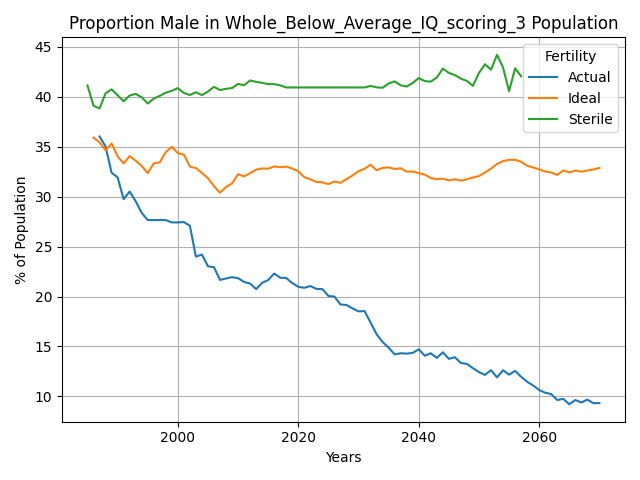 Proportion Male in Whole_Below_Average_IQ_scoring_3 Population
Fertility
Actual
Ideal
Sterile
% of Population
45
40
35
30
25
20
15
10
2000
2020
2040
2060
Years